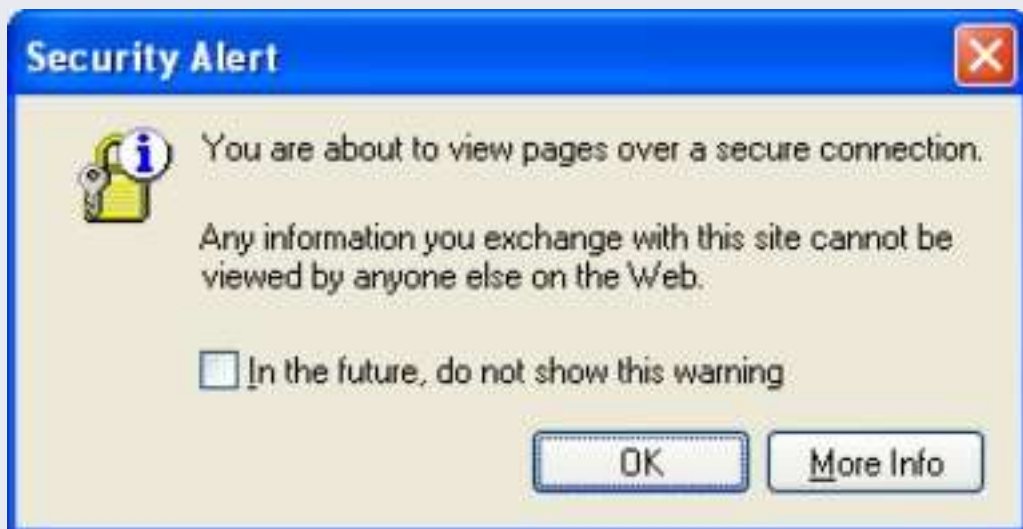 Security Alert
You are about to view pages over a secure connection.
Any information you exchange with this site cannot be
viewed by anyone else on the Web.
In the future, do not show this warning
OK
More Info